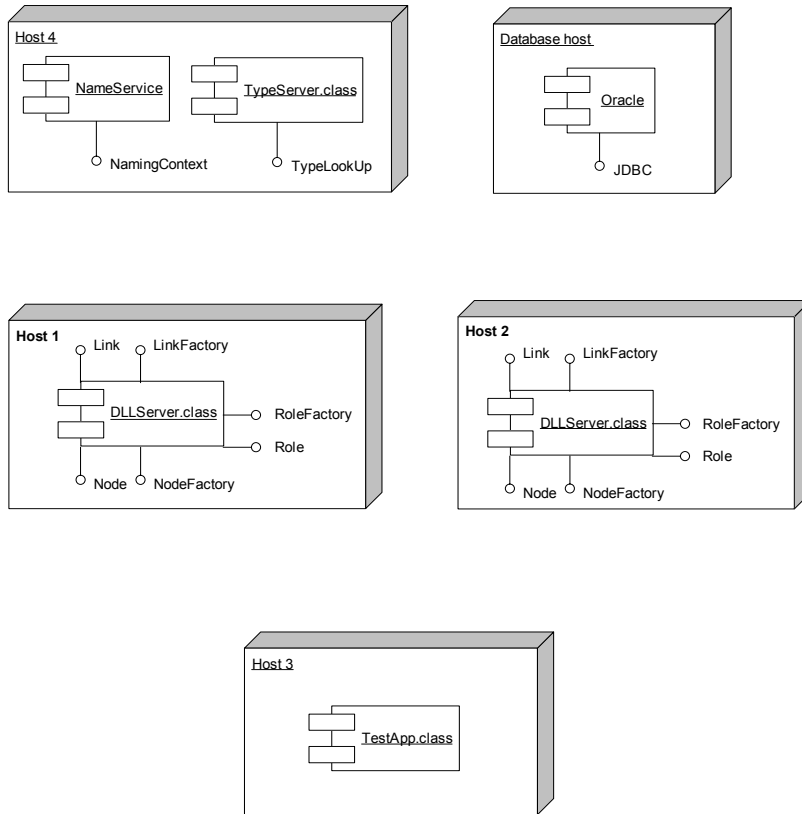 Host 4
NameService
TypeServer.class
NamingContext
TypeLookUp
Database host
Oracle
JDBC
Host 1
Link
LinkFactory
DLLServer.class
RoleFactory
Role
Node
NodeFactory
Host 2
Link
LinkFactory
DLLServer.class
RoleFactory
Role
Node
NodeFactory
Host 3
TestApp.class